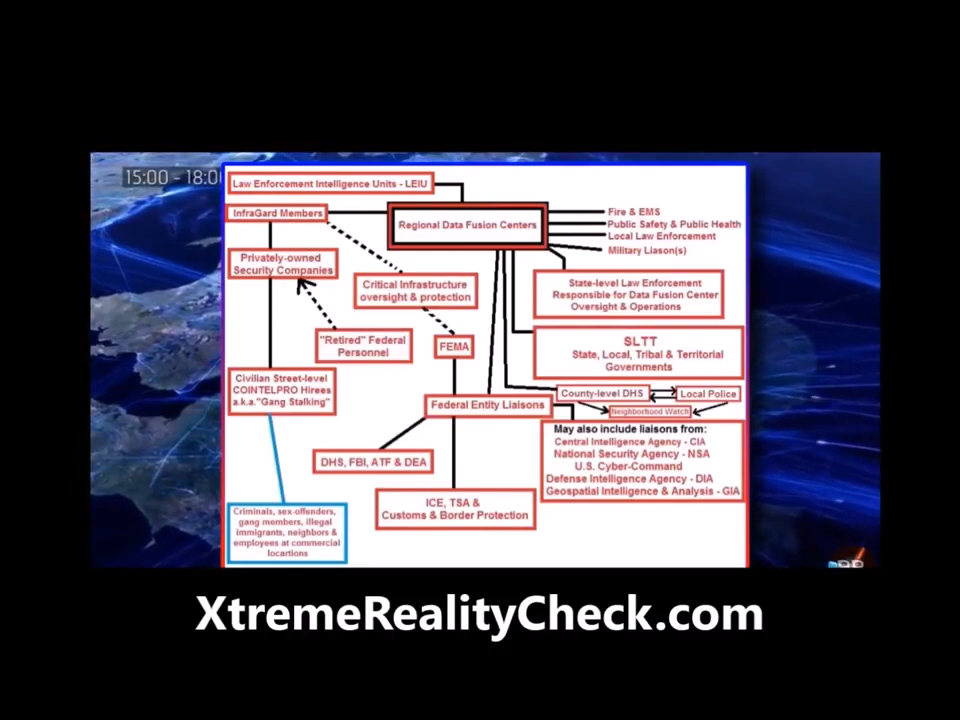 15:00 - 18:0
Law Enforcement Intelligence Units - LEIU
InfraGard Members
Regional Data Fusion Centers
Fire & EMS
Public Safety & Public Health
Local Law Enforcement
Military Liason(s)
Privately-owned
Security Companies
Critical Infrastructure
oversight & protection
State-level Law Enforcement
Responsible for Data Fusion Center
Oversight & Operations
"Retired" Federal
Personnel
FEMA
SLTT
State, Local, Tribal & Territorial
Governments
Civilian Street-level
COINTELPRO Hirees
a.k.a."Gang Stalking"
Federal Entity Liaisons
County-level DHS
Local Police
Neighborhood Watch
May also include liaisons from:
Central Intelligence Agency - CIA
National Security Agency - NSA
U.S. Cyber-Command
Defense Intelligence Agency - DIA
Geospatial Intelligence & Analysis - GIA
DHS, FBI, ATF & DEA
ICE, TSA &
Customs & Border Protection
Criminals, sex-offenders,
gang members, illegal
immigrants, neighbors &
employees at commercial
locartions
XtremeRealityCheck.com